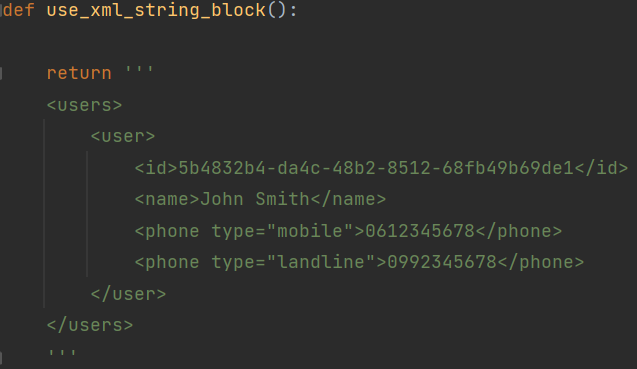 def use_xml_string_block():
    return '''
    <users>
        <user>
            <id>5b4832b4-da4c-48b2-8512-68fb49b69de1</id>
            <name>John Smith</name>
            <phone type="mobile">0612345678</phone>
            <phone type="landline">0992345678</phone>
        </user>
    </users>
    '''